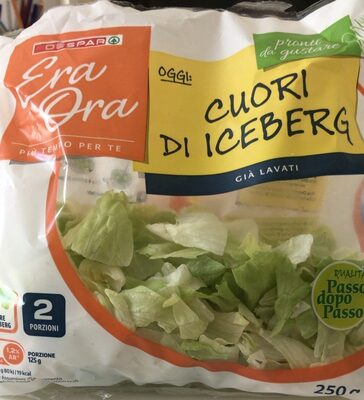 DESPAR
Era
Ora
PIÙ TEMPO PER TE
OGGI:
pronti
da gustare
CUORI
DI ICEBERG
GIÀ LAVATI
QUALITÀ
Passo
dopo
Passo
2
PORZIONI
PORZIONE
125g
250 g